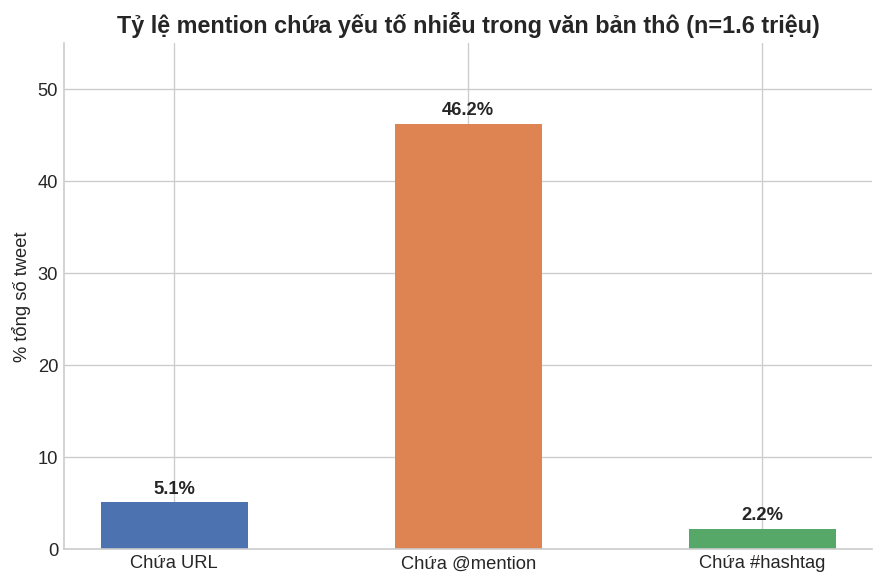 Tỷ lệ mention chứa yếu tố nhiễu trong văn bản thô (n=1.6 triệu)
% tổng số tweet
50
40
30
20
10
0
5.1%
46.2%
2.2%
Chứa URL
Chứa @mention
Chứa #hashtag